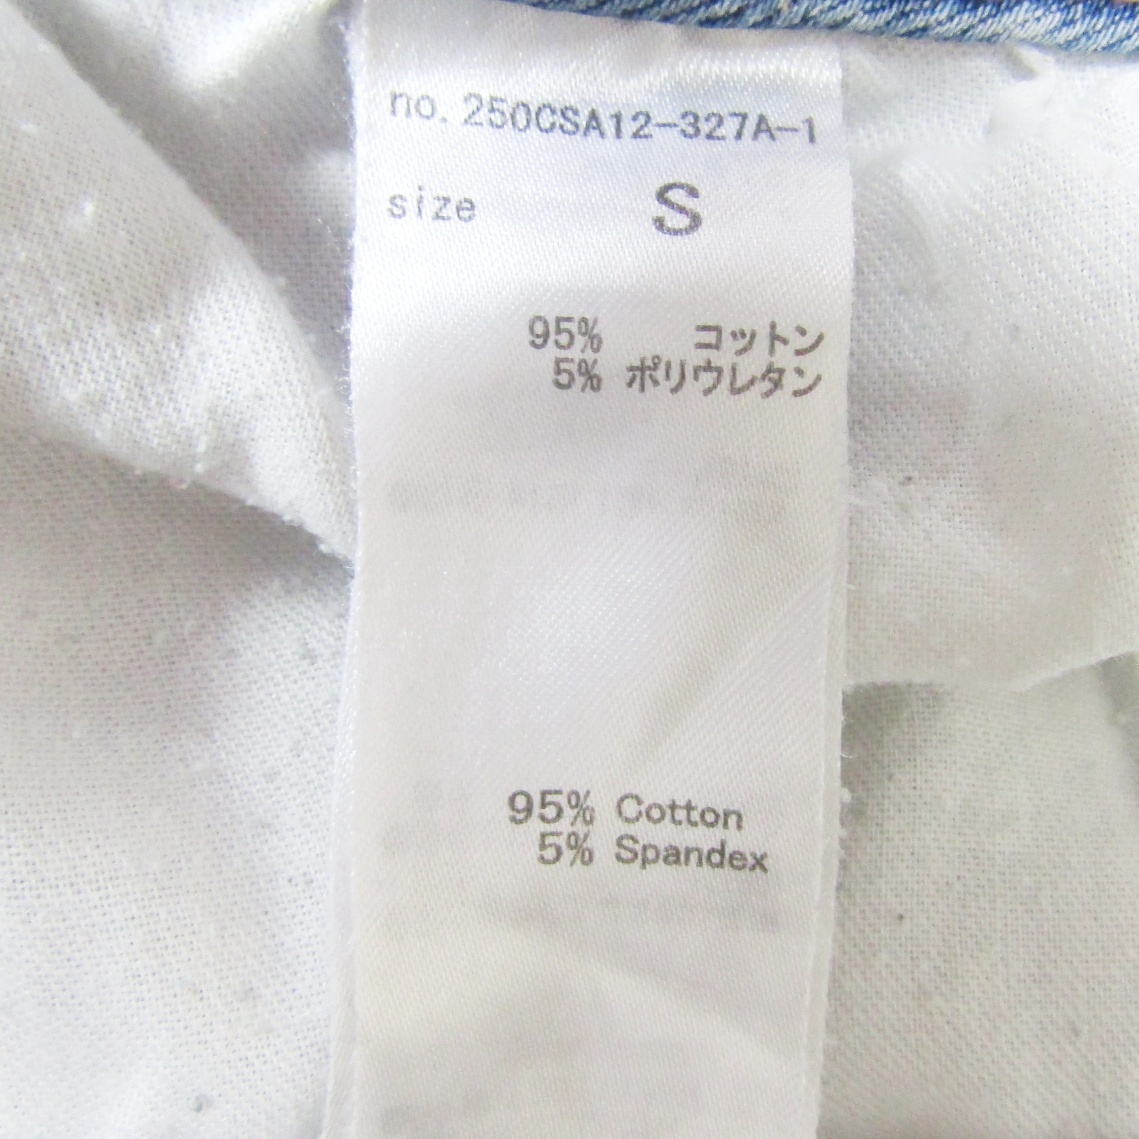 no. 250CSA12-327A-1
size S
95% コットン
5% ポリウレタン
95% Cotton
5% Spandex